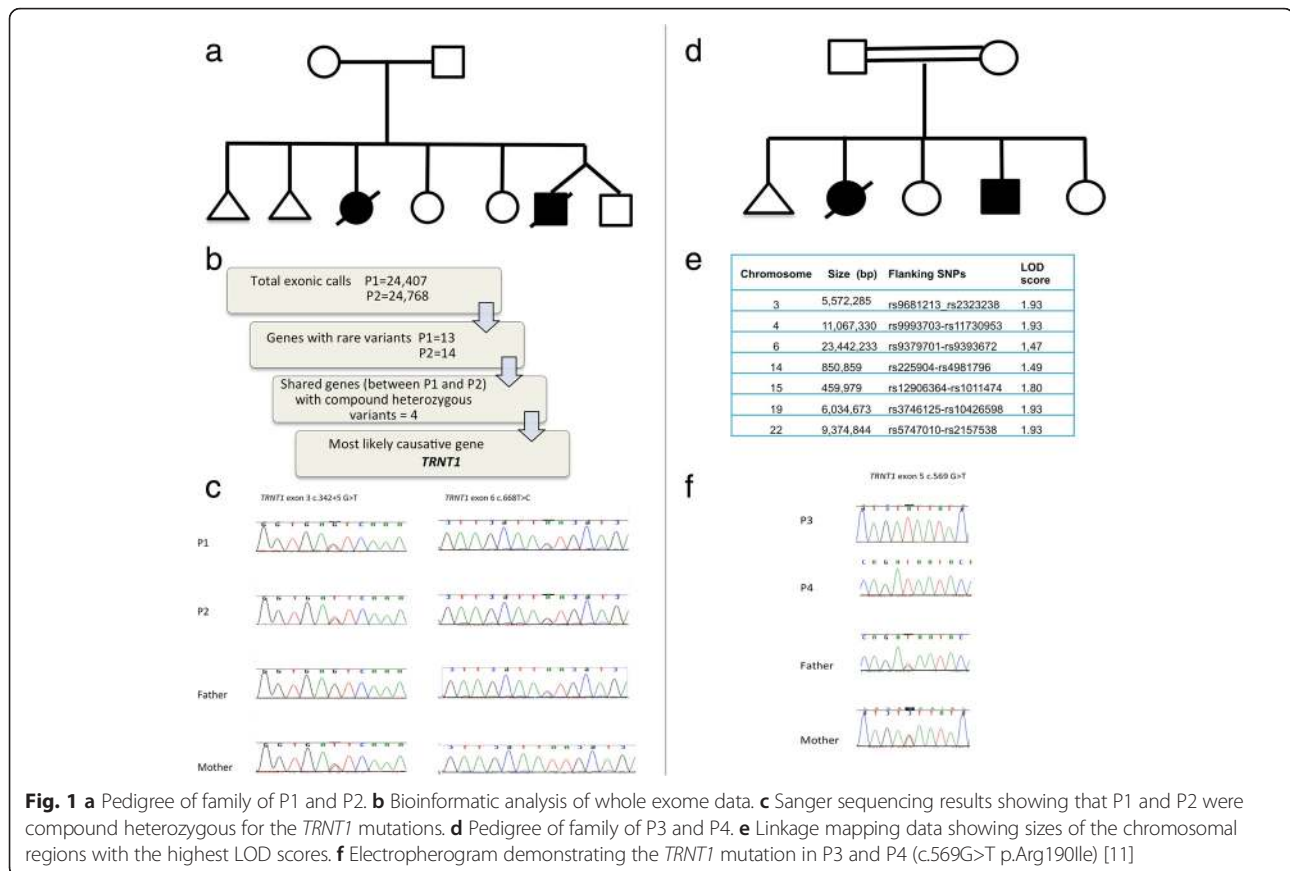 a
b
Total exonic calls P1=24,407
P2=24,768
Genes with rare variants P1=13
P2=14
Shared genes (between P1 and P2)
with compound heterozygous
variants = 4
Most likely causative gene
TRNT1
c
TRNT1 exon 3 c.342+5 G>T
TRNT1 exon 6 c.668T>C
P1
P2
Father
Mother
d
e
Chromosome Size (bp) Flanking SNPs LOD score
3 5,572,285 rs9681213_rs2323238 1.93
4 11,067,330 rs9993703-rs11730953 1.93
6 23,442,233 rs9379701-rs9393672 1,47
14 850,859 rs225904-rs4981796 1.49
15 459,979 rs12906364-rs1011474 1.80
19 6,034,673 rs3746125-rs10426598 1.93
22 9,374,844 rs5747010-rs2157538 1.93
f
TRNT1 exon 5 c.569 G>T
P3
P4
Father
Mother
Fig. 1 a Pedigree of family of P1 and P2. b Bioinformatic analysis of whole exome data. c Sanger sequencing results showing that P1 and P2 were
compound heterozygous for the TRNT1 mutations. d Pedigree of family of P3 and P4. e Linkage mapping data showing sizes of the chromosomal
regions with the highest LOD scores. f Electropherogram demonstrating the TRNT1 mutation in P3 and P4 (c.569G>T p.Arg190Ile) [11]